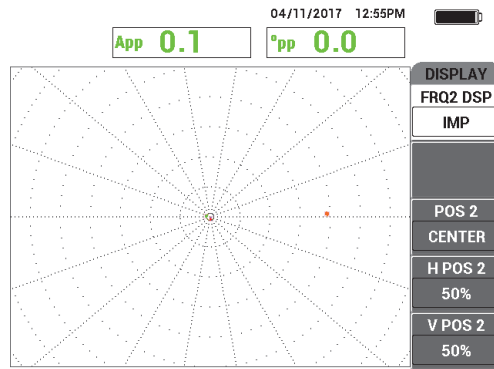 04/11/2017 12:55PM
App 0.1
°pp 0.0
DISPLAY
FRQ2 DSP
IMP
POS 2
CENTER
H POS 2
50%
V POS 2
50%